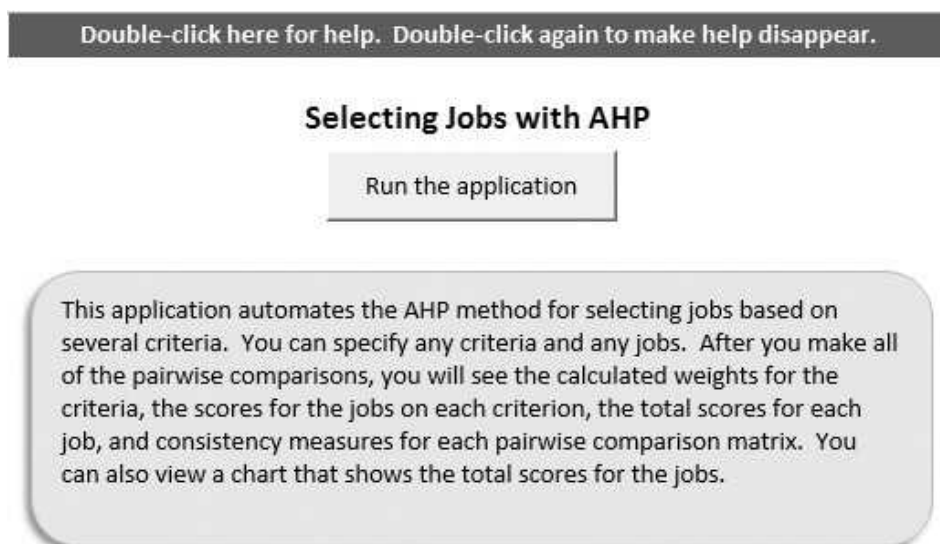 Double-click here for help.  Double-click again to make help disappear.
Selecting Jobs with AHP
Run the application
This application automates the AHP method for selecting jobs based on
several criteria.  You can specify any criteria and any jobs.  After you make all
of the pairwise comparisons, you will see the calculated weights for the
criteria, the scores for the jobs on each criterion, the total scores for each
job, and consistency measures for each pairwise comparison matrix.  You
can also view a chart that shows the total scores for the jobs.